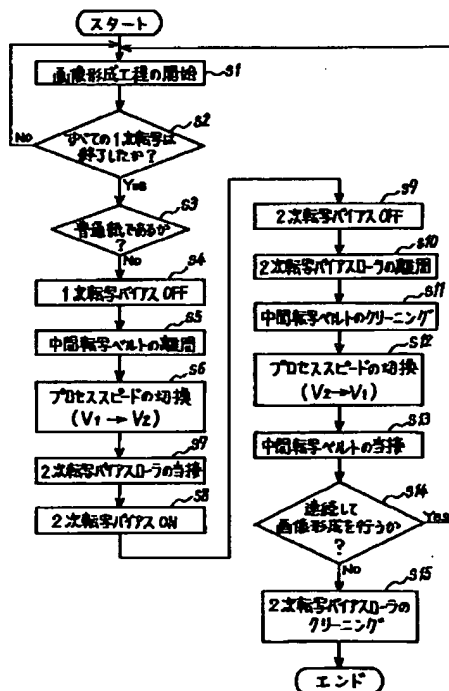 スタート
画像形成工程の開始
S1
すべての1次転写は
終了したか?
S2
No
Yes
普通紙であるか
?
S3
No
1次転写バイアスOFF
S4
中間転写ベルトの離間
S5
プロセススピードの切換
(V1→V2)
S6
2次転写バイアスローラの当接
S7
2次転写バイアスON
S8
2次転写バイアスOFF
S9
2次転写バイアスローラの離間
S10
中間転写ベルトのクリーニング
S11
プロセススピードの切換
(V2→V1)
S12
中間転写ベルトの当接
S13
連続して
画像形成を行うか
?
S14
Yes
No
2次転写バイアスローラの
クリーニング
S15
エンド